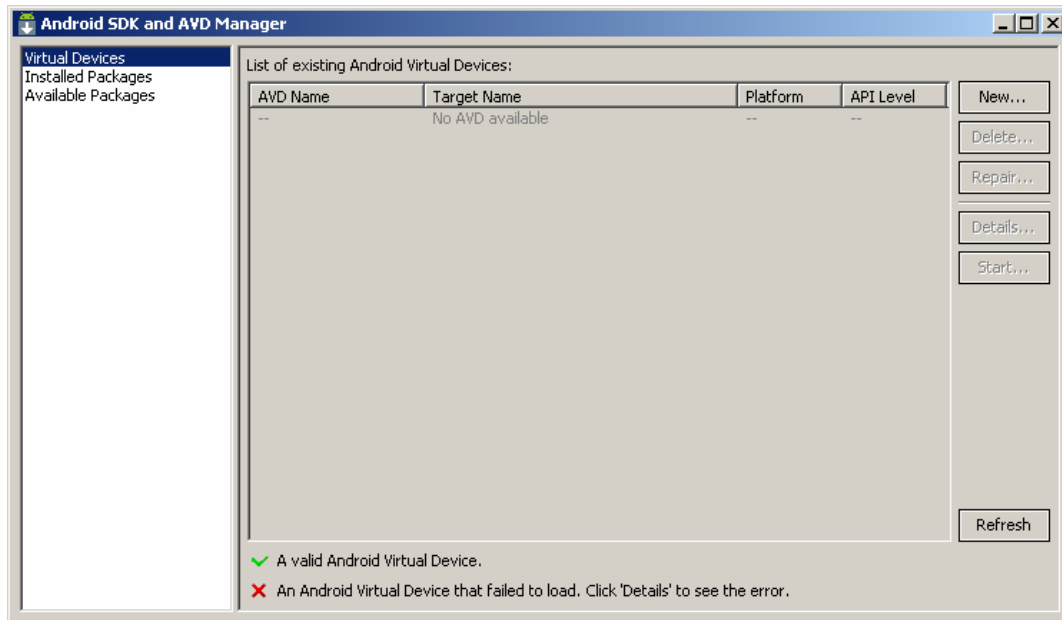 Android SDK and AVD Manager
Virtual Devices
Installed Packages
Available Packages
List of existing Android Virtual Devices:
AVD Name Target Name Platform API Level
-- No AVD available -- --
New...
Delete...
Repair...
Details...
Start...
Refresh
A valid Android Virtual Device.
An Android Virtual Device that failed to load. Click 'Details' to see the error.